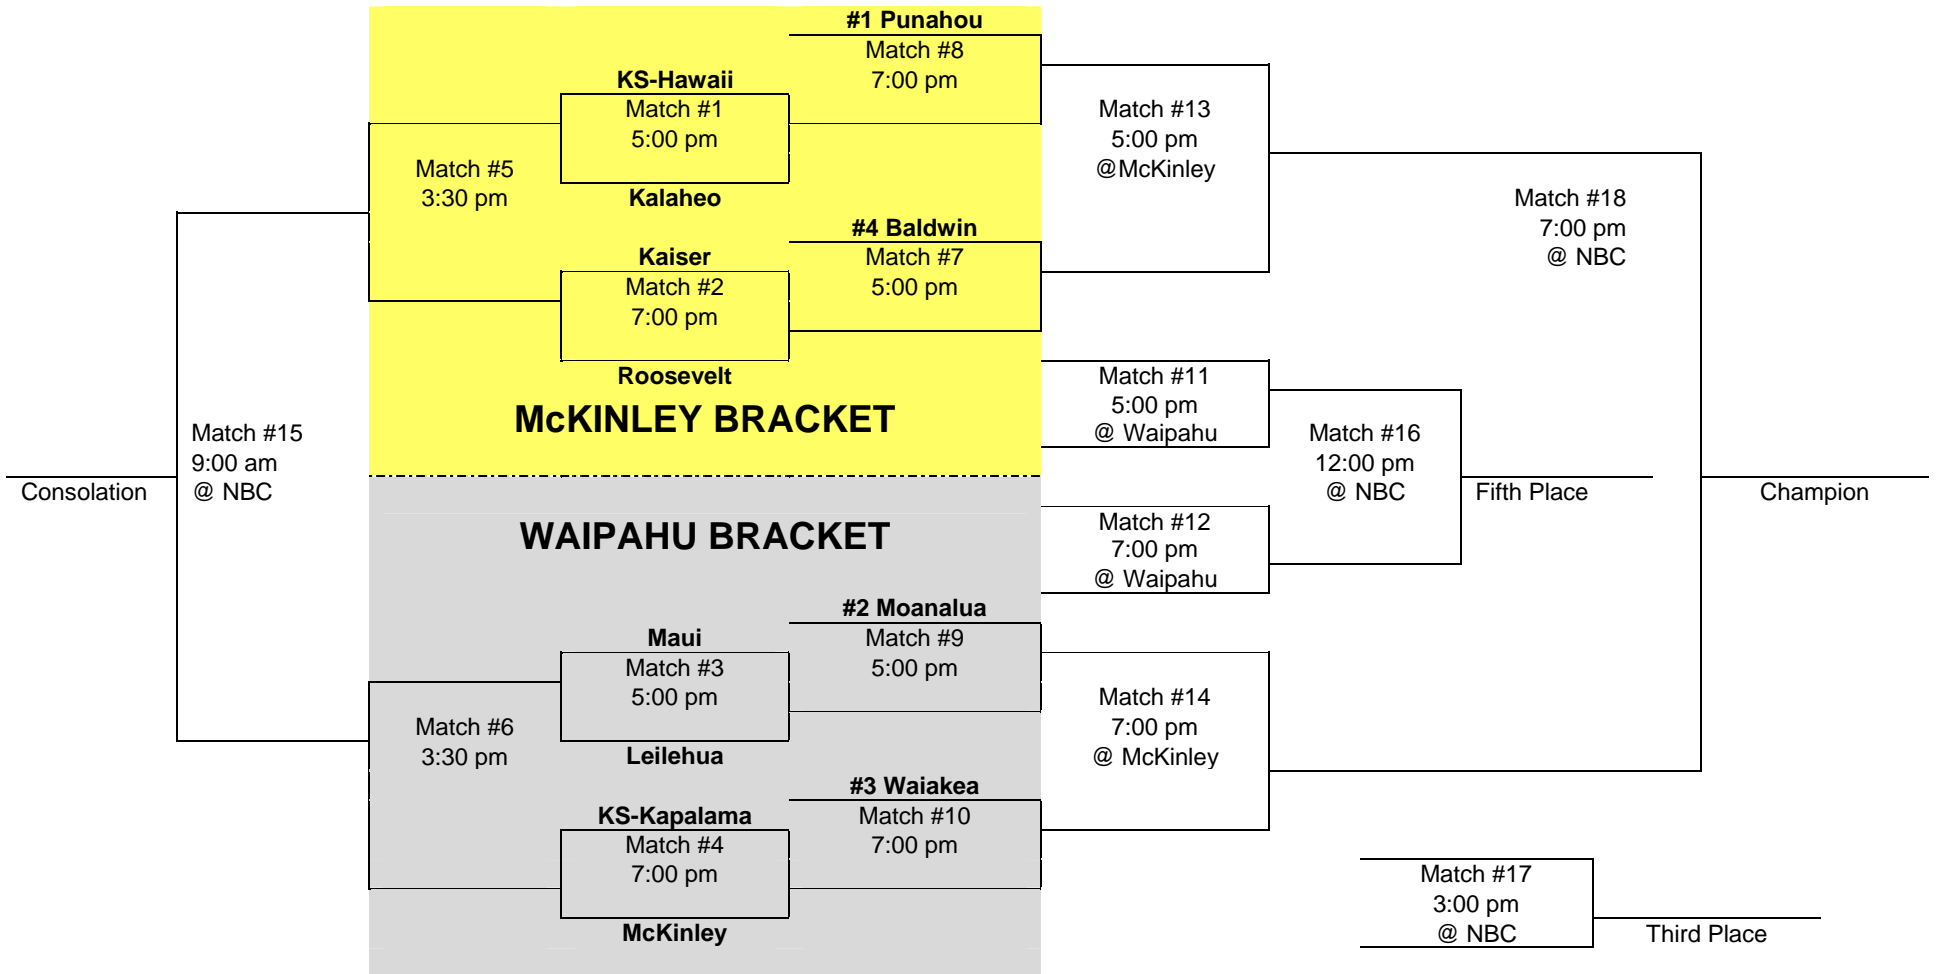 #1 Punahou
Match #8
7:00 pm
KS-Hawaii
Match #1
5:00 pm
Kalaheo
Match #5
3:30 pm
#4 Baldwin
Match #7
5:00 pm
Kaiser
Match #2
7:00 pm
Roosevelt
McKINLEY BRACKET
Match #13
5:00 pm
@McKinley
Match #18
7:00 pm
@ NBC
Match #11
5:00 pm
@ Waipahu
Match #15
9:00 am
@ NBC
Consolation
Match #16
12:00 pm
@ NBC
Fifth Place
Champion
WAIPAHU BRACKET
Match #12
7:00 pm
@ Waipahu
#2 Moanalua
Match #9
5:00 pm
Maui
Match #3
5:00 pm
Leilehua
Match #6
3:30 pm
Match #14
7:00 pm
@ McKinley
#3 Waiakea
Match #10
7:00 pm
KS-Kapalama
Match #4
7:00 pm
McKinley
Match #17
3:00 pm
@ NBC
Third Place